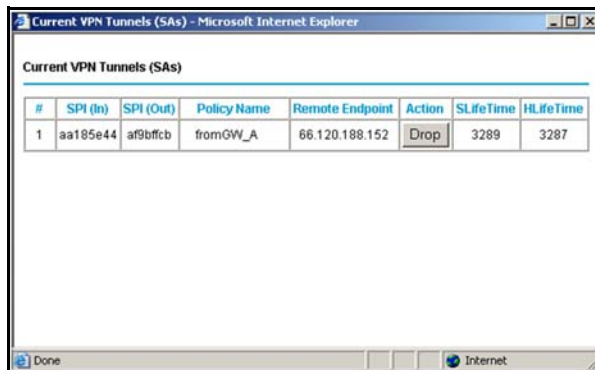 Current VPN Tunnels (SAs) - Microsoft Internet Explorer
Current VPN Tunnels (SAs)
# SPI (In) SPI (Out) Policy Name Remote Endpoint Action SLifeTime HLifeTime
1 aa185e44 af9bffcb fromGW_A 66.120.188.152 Drop 3289 3287
Done Internet